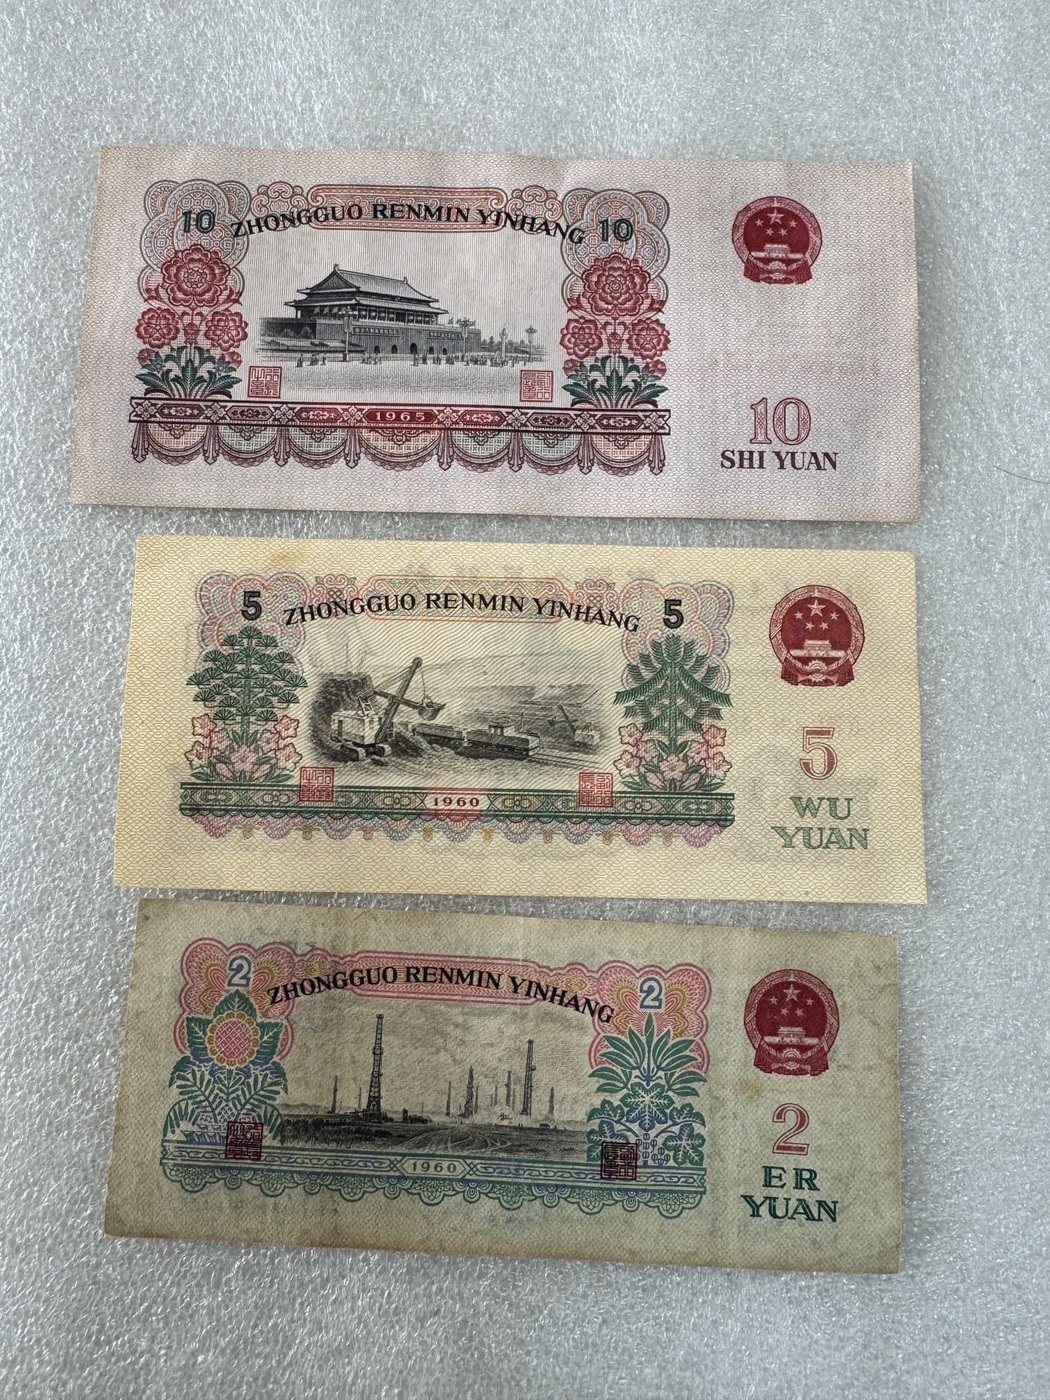 10 ZHONGGUO RENMIN YINHANG 10
1965
10
SHI YUAN
5 ZHONGGUO RENMIN YINHANG 5
1960
5
WU
YUAN
2 ZHONGGUO RENMIN YINHANG 2
1960
2
ER
YUAN